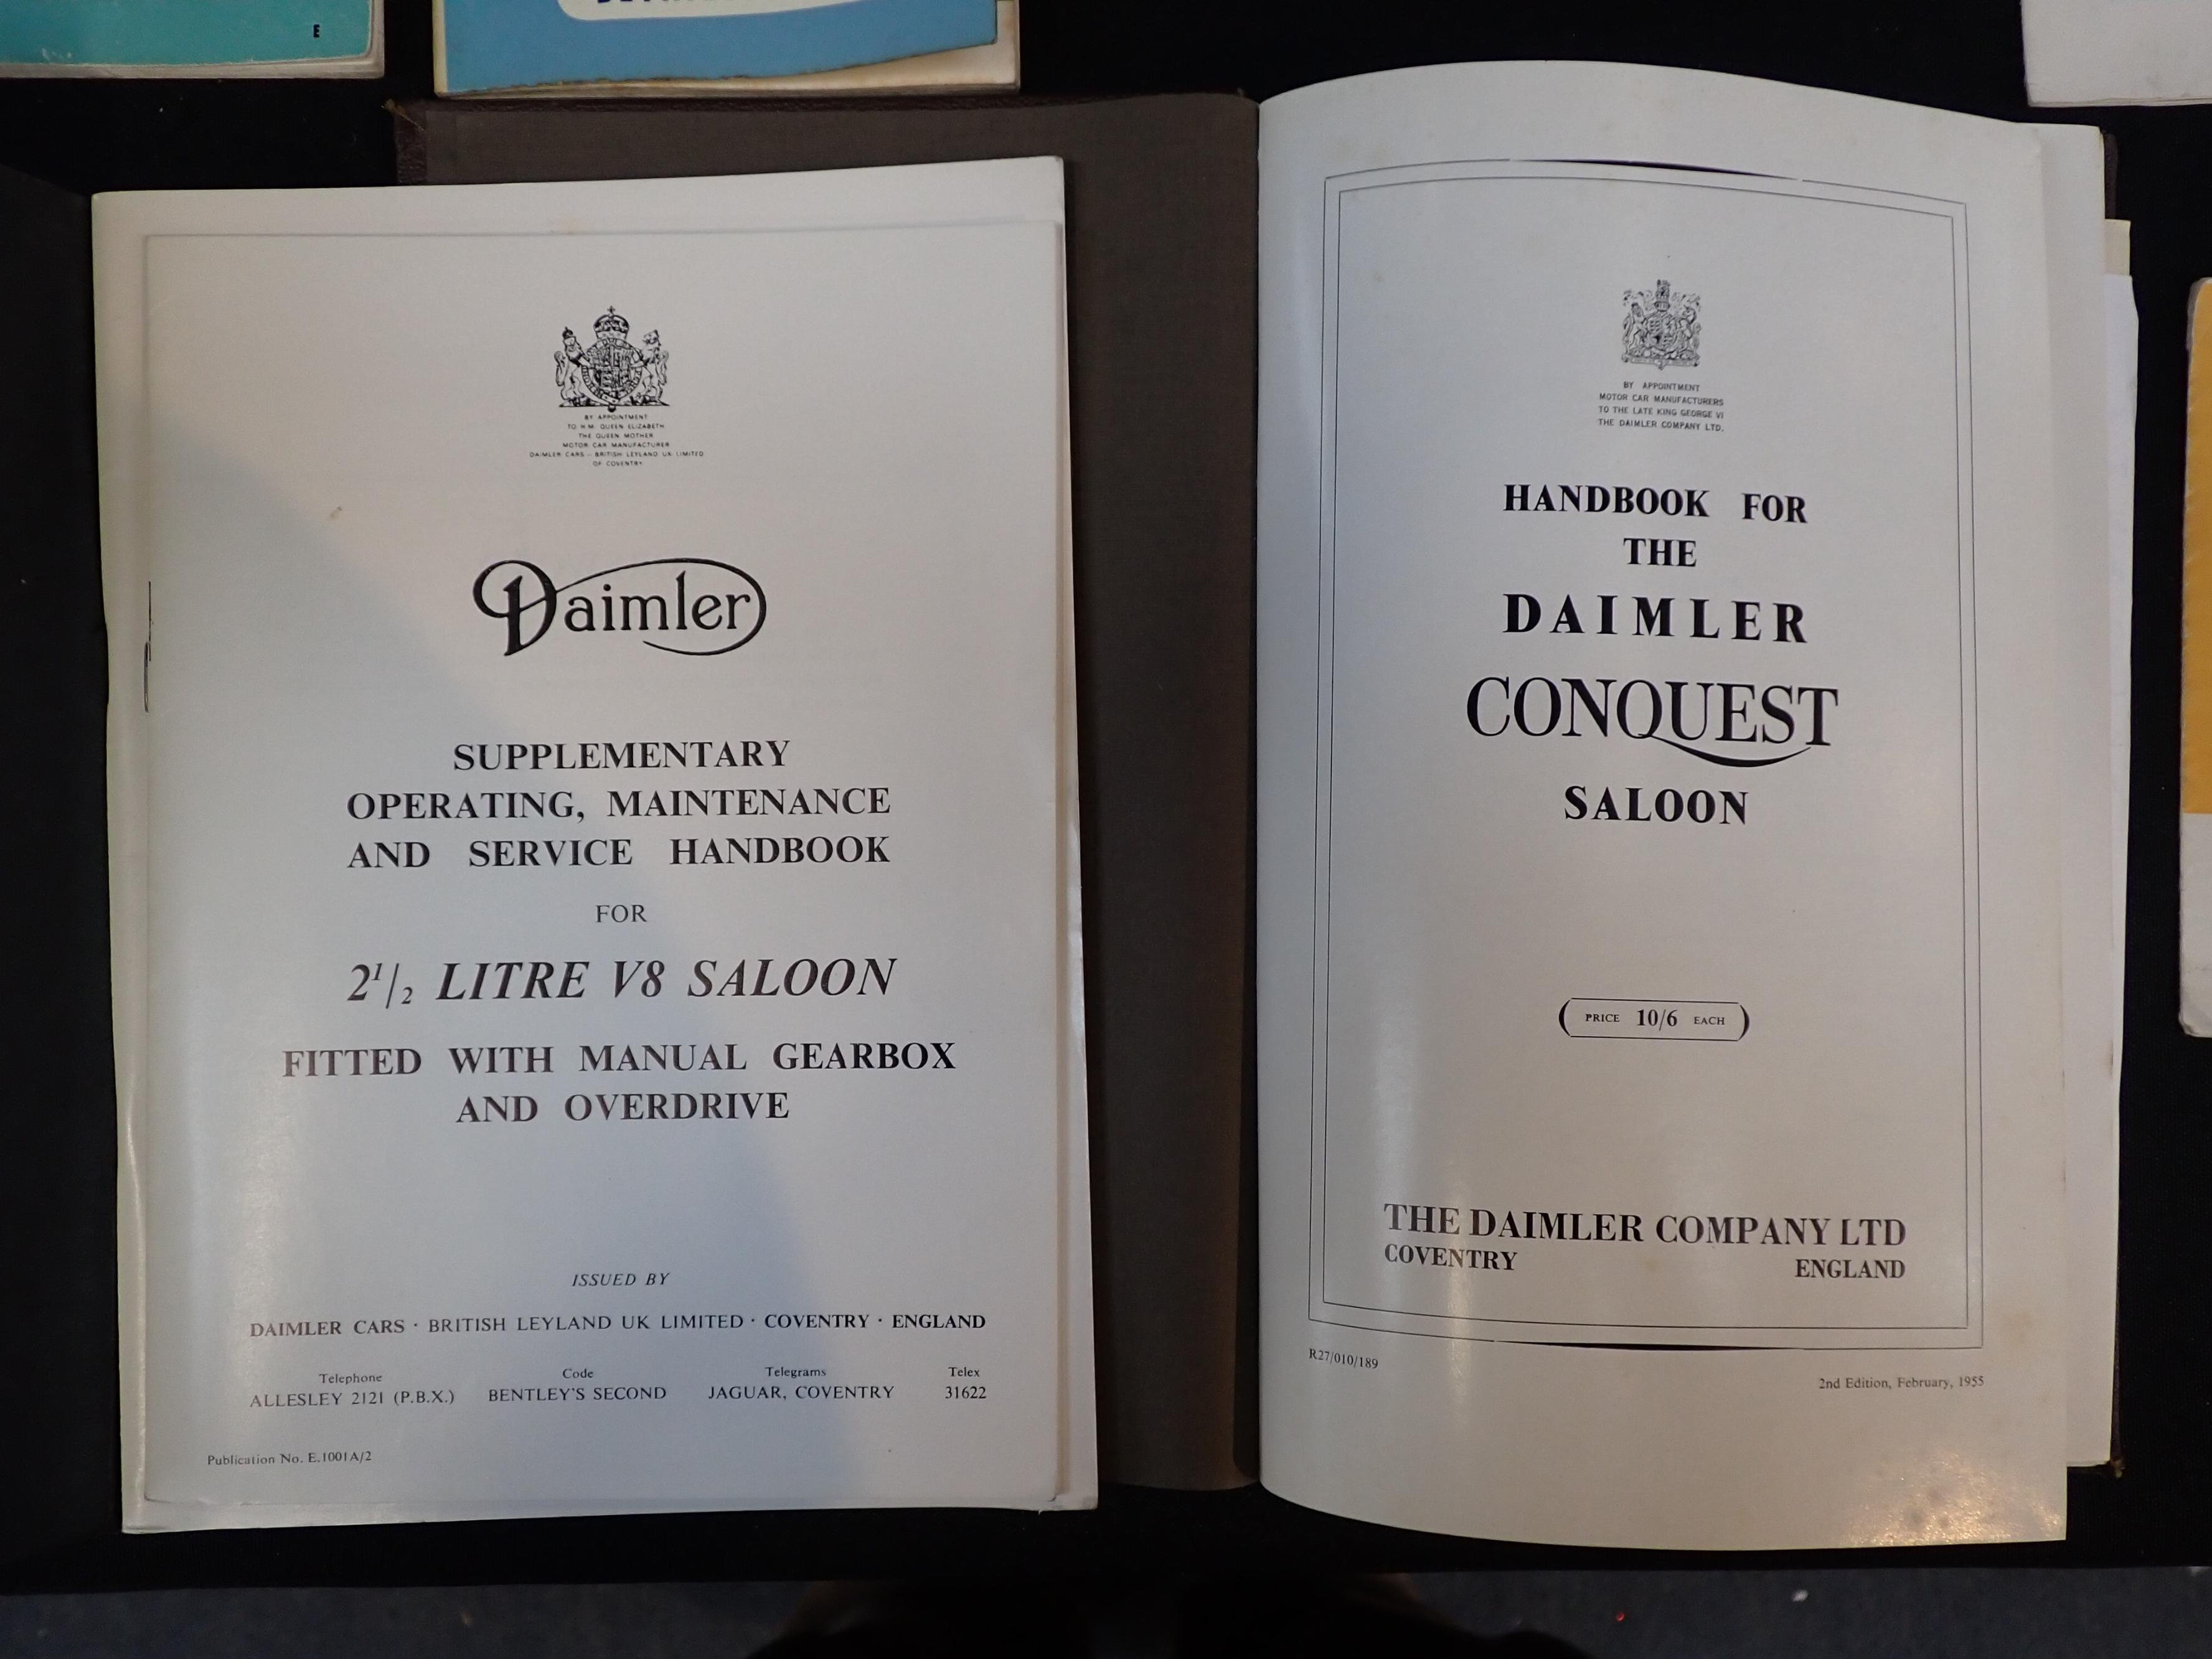 E
BY APPOINTMENT
TO H.M. QUEEN ELIZABETH
THE QUEEN MOTHER
MOTOR CAR MANUFACTURER
DAIMLER CARS - BRITISH LEYLAND UK LIMITED
OF COVENTRY
Daimler
SUPPLEMENTARY
OPERATING, MAINTENANCE
AND SERVICE HANDBOOK
FOR
2 1/2 LITRE V8 SALOON
FITTED WITH MANUAL GEARBOX
AND OVERDRIVE
ISSUED BY
DAIMLER CARS · BRITISH LEYLAND UK LIMITED · COVENTRY · ENGLAND
Telephone Code Telegrams Telex
ALLESLEY 2121 (P.B.X.) BENTLEY'S SECOND JAGUAR, COVENTRY 31622
Publication No. E.1001A/2
BY APPOINTMENT
MOTOR CAR MANUFACTURERS
TO THE LATE KING GEORGE VI
THE DAIMLER COMPANY LTD.
HANDBOOK FOR
THE
DAIMLER
CONQUEST
SALOON
PRICE 10/6 EACH
THE DAIMLER COMPANY LTD
COVENTRY ENGLAND
R27/010/189
2nd Edition, February, 1955